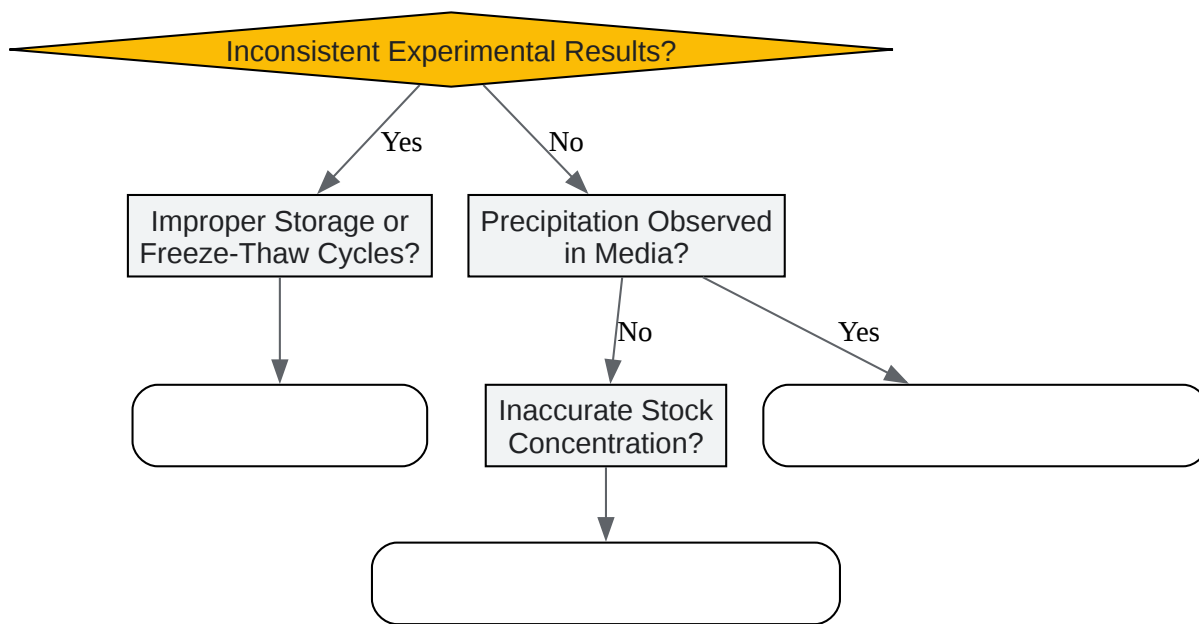 Inconsistent Experimental Results?
Yes
No
Improper Storage or
Freeze-Thaw Cycles?
Precipitation Observed
in Media?
No
Yes
Inaccurate Stock
Concentration?